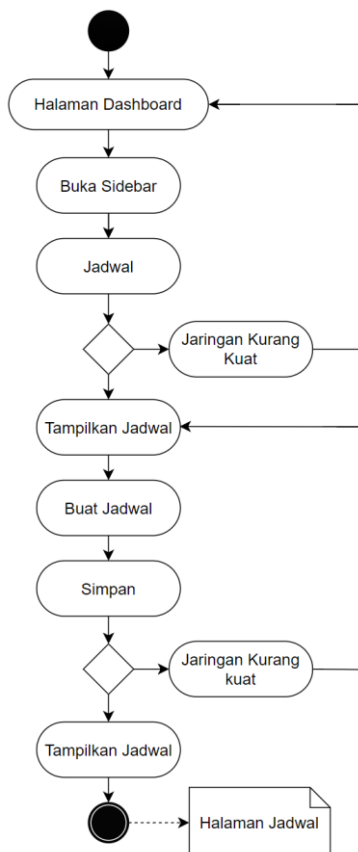 Halaman Dashboard
Buka Sidebar
Jadwal
Jaringan Kurang
Kuat
Tampilkan Jadwal
Buat Jadwal
Simpan
Jaringan Kurang
kuat
Tampilkan Jadwal
Halaman Jadwal